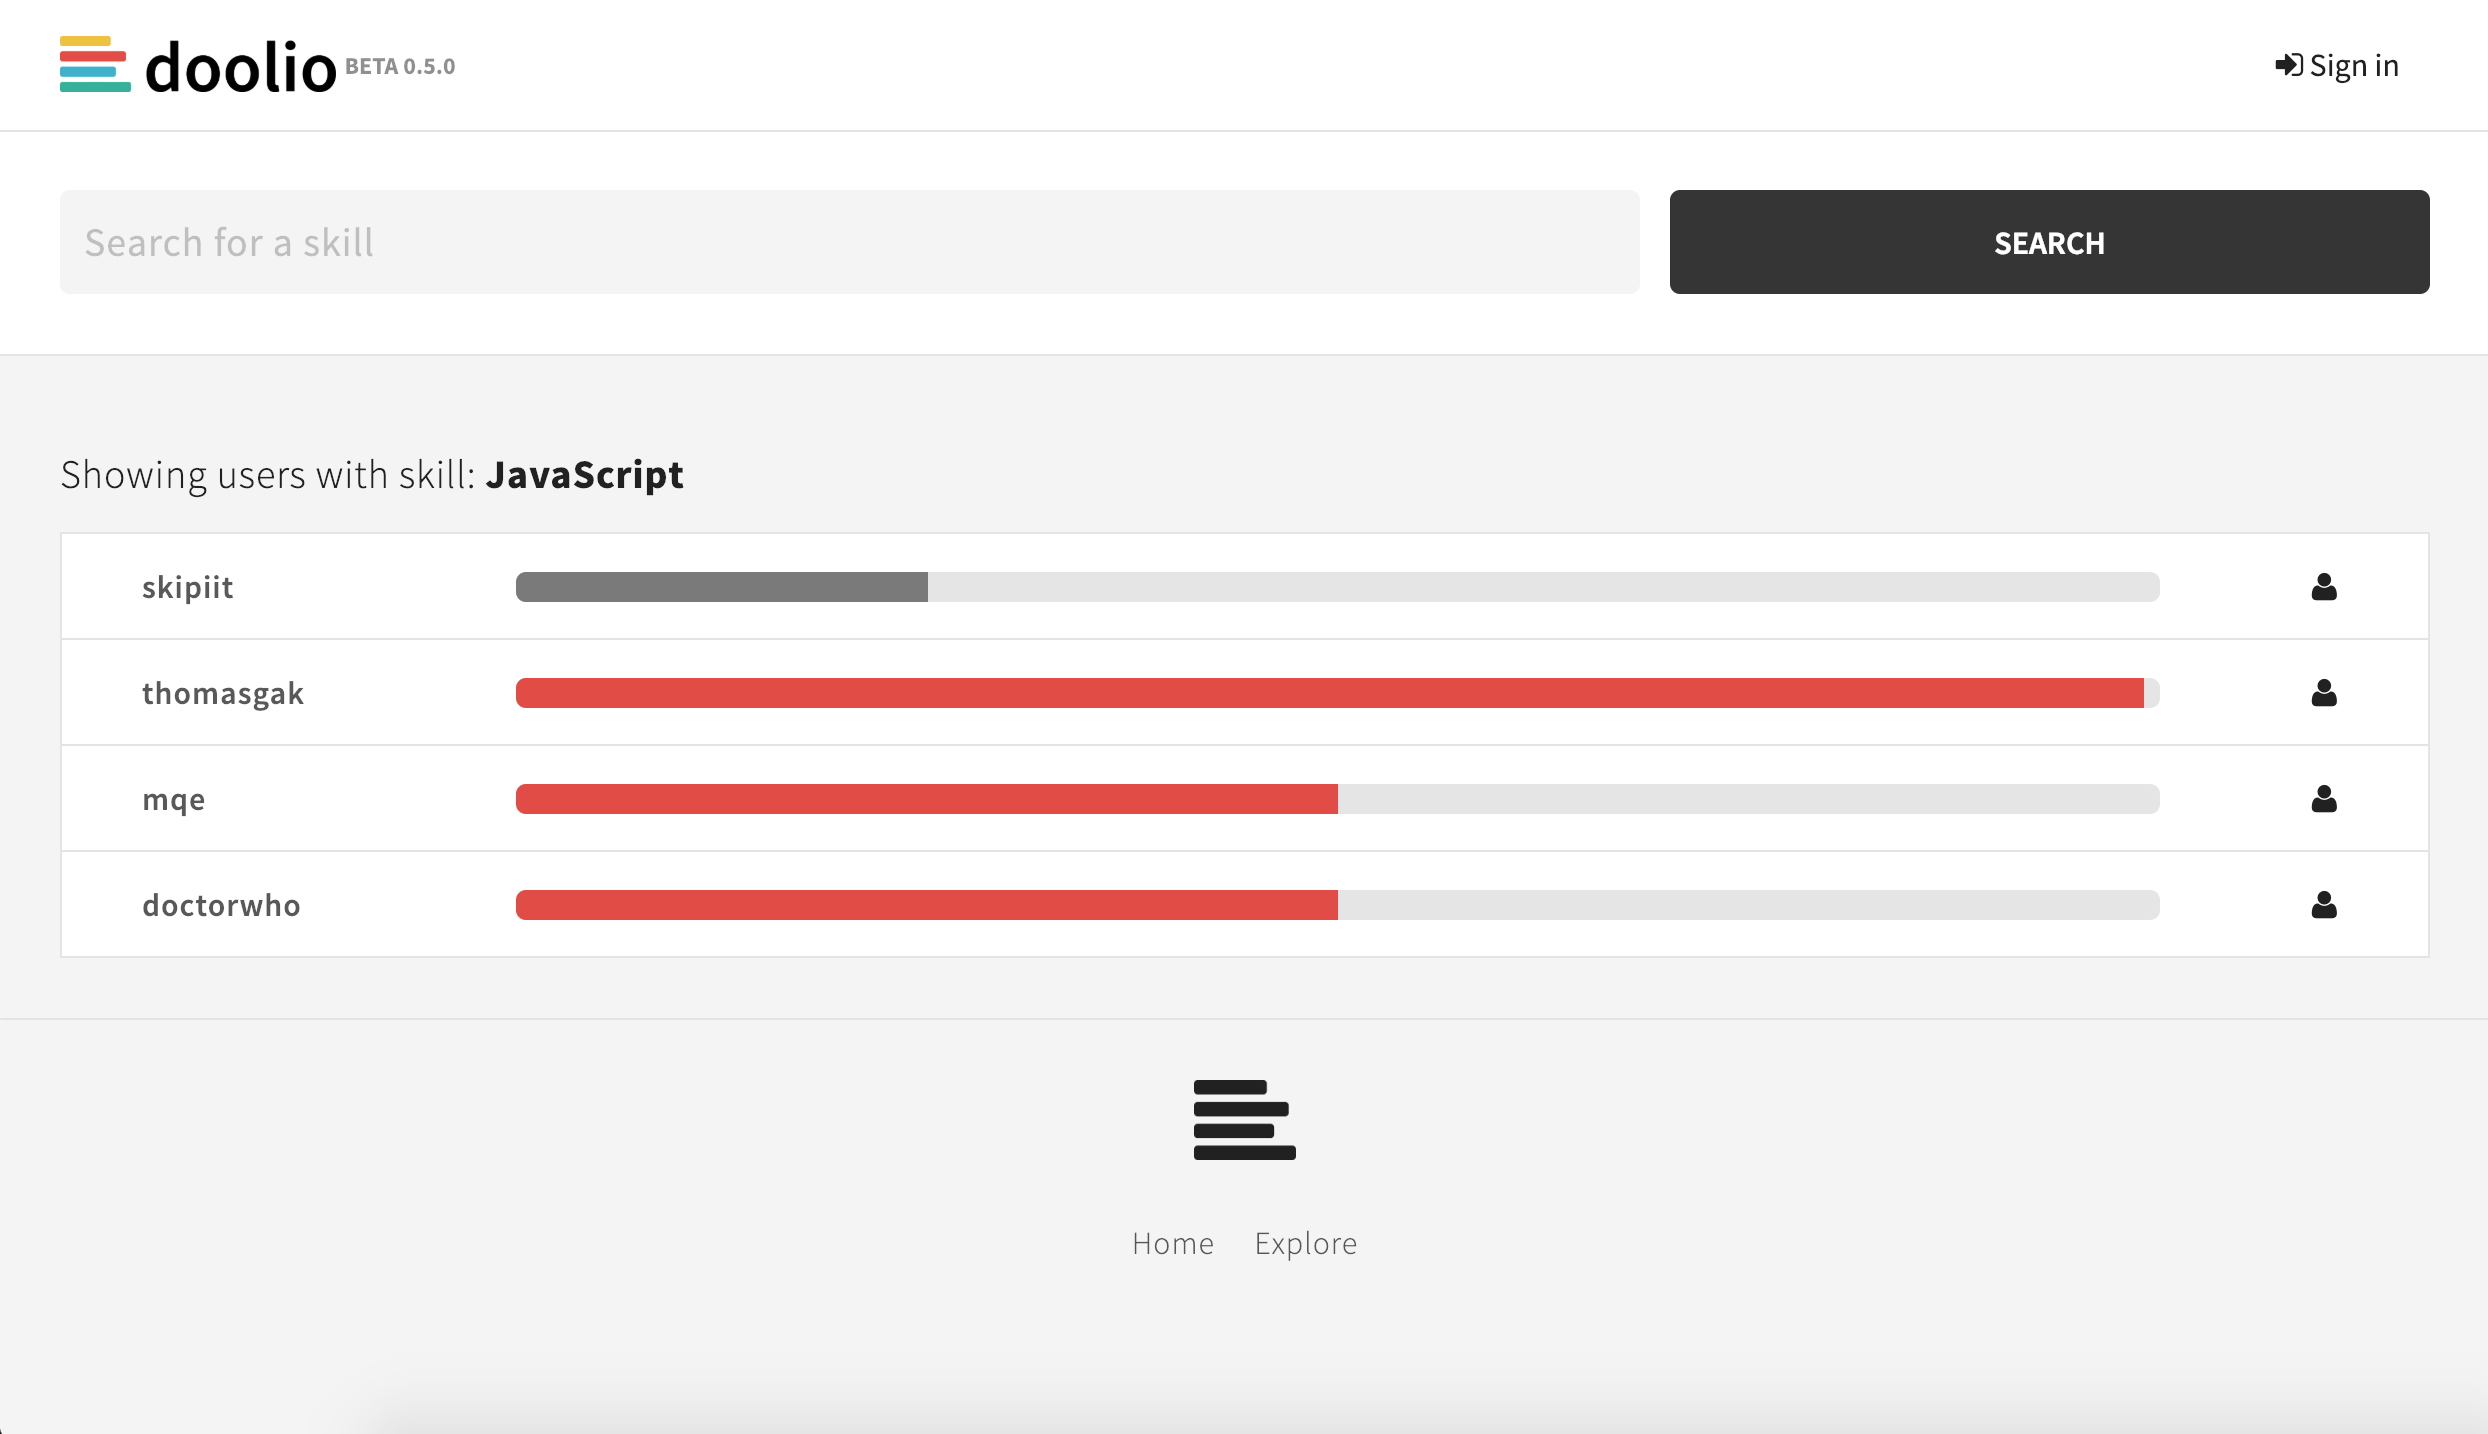 doolio BETA 0.5.0
Sign in
Search for a skill
SEARCH
Showing users with skill: JavaScript
skipiit
thomasgak
mqe
doctorwho
Home Explore